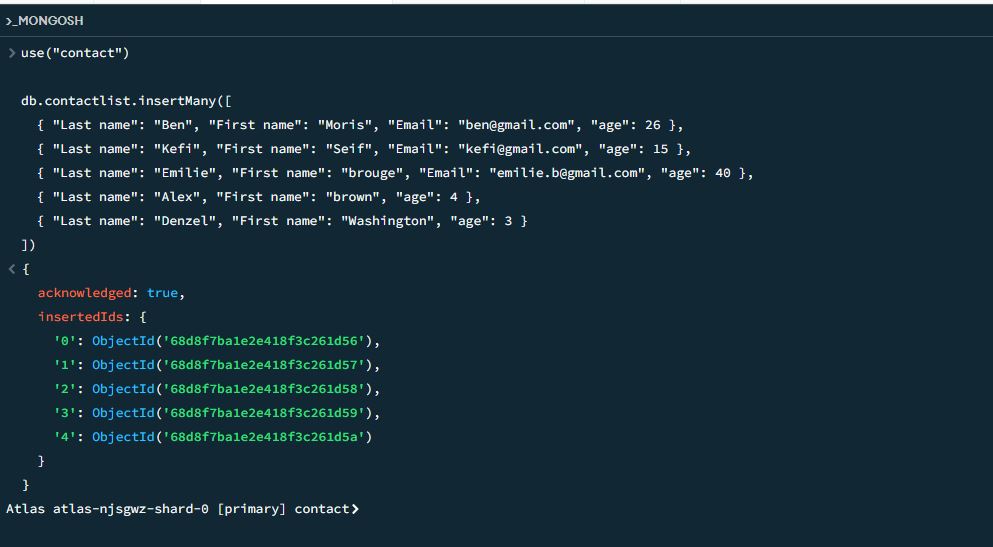 >_MONGOSH
> use("contact")
db.contactlist.insertMany([
{ "Last name": "Ben", "First name": "Moris", "Email": "ben@gmail.com", "age": 26 },
{ "Last name": "Kefi", "First name": "Seif", "Email": "kefi@gmail.com", "age": 15 },
{ "Last name": "Emilie", "First name": "brouge", "Email": "emilie.b@gmail.com", "age": 40 },
{ "Last name": "Alex", "First name": "brown", "age": 4 },
{ "Last name": "Denzel", "First name": "Washington", "age": 3 }
])
< {
acknowledged: true,
insertedIds: {
'0': ObjectId('68d8f7ba1e2e418f3c261d56'),
'1': ObjectId('68d8f7ba1e2e418f3c261d57'),
'2': ObjectId('68d8f7ba1e2e418f3c261d58'),
'3': ObjectId('68d8f7ba1e2e418f3c261d59'),
'4': ObjectId('68d8f7ba1e2e418f3c261d5a')
}
}
Atlas atlas-njsgwz-shard-0 [primary] contact>